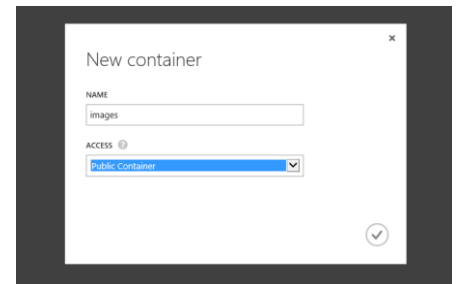 New container
NAME
images
ACCESS ?
Public Container